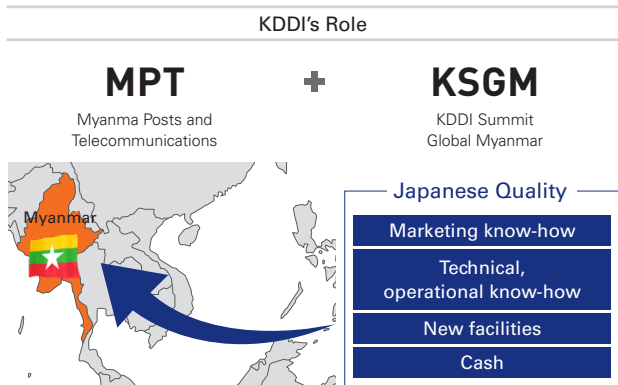 KDDI's Role
MPT
+
KSGM
Myanma Posts and
Telecommunications
KDDI Summit
Global Myanmar
Myanmar
Japanese Quality
Marketing know-how
Technical,
operational know-how
New facilities
Cash